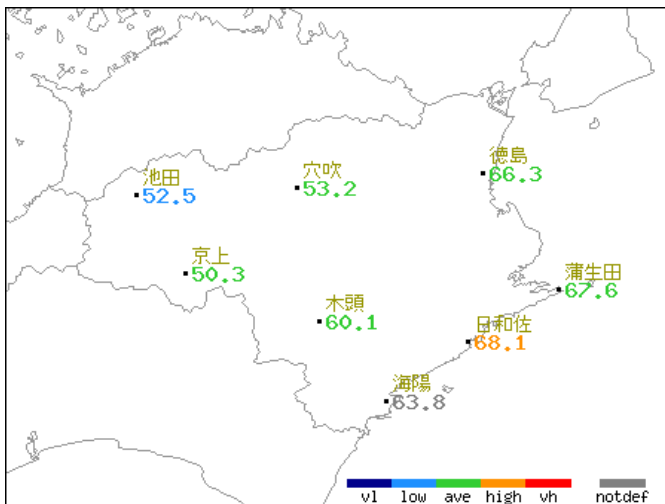 徳島
66.3
穴吹
53.2
池田
52.5
京上
50.3
蒲生田
67.6
木頭
60.1
日和佐
68.1
海陽
63.8
vl low ave high vh notdef